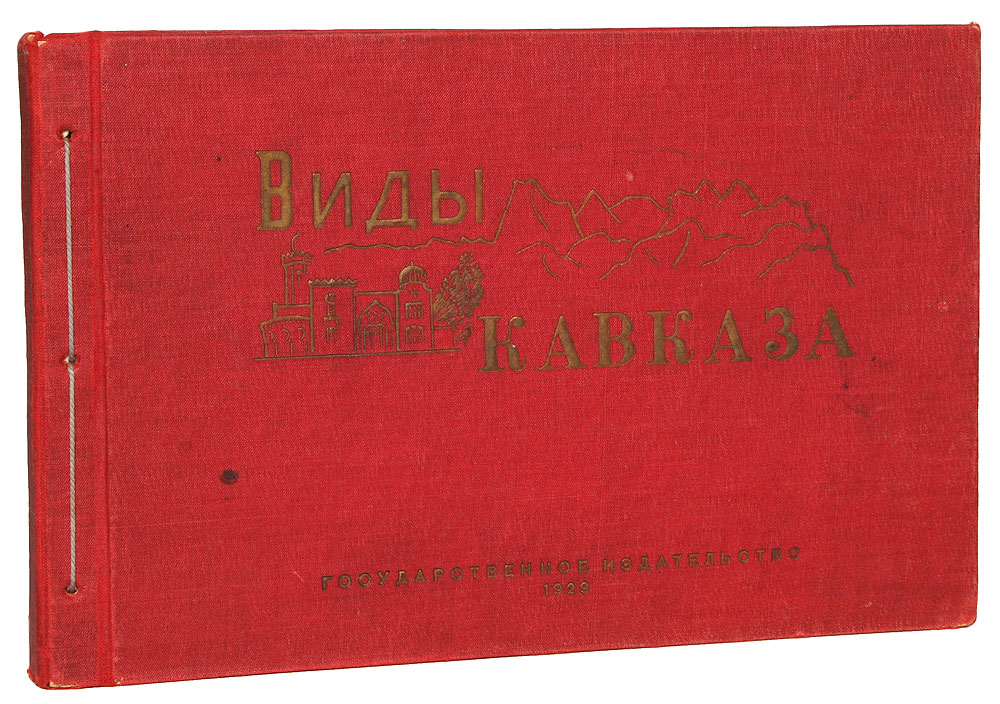 Виды
КАВКАЗА
ГОСУДАРСТВЕННОЕ ИЗДАТЕЛЬСТВО
1929